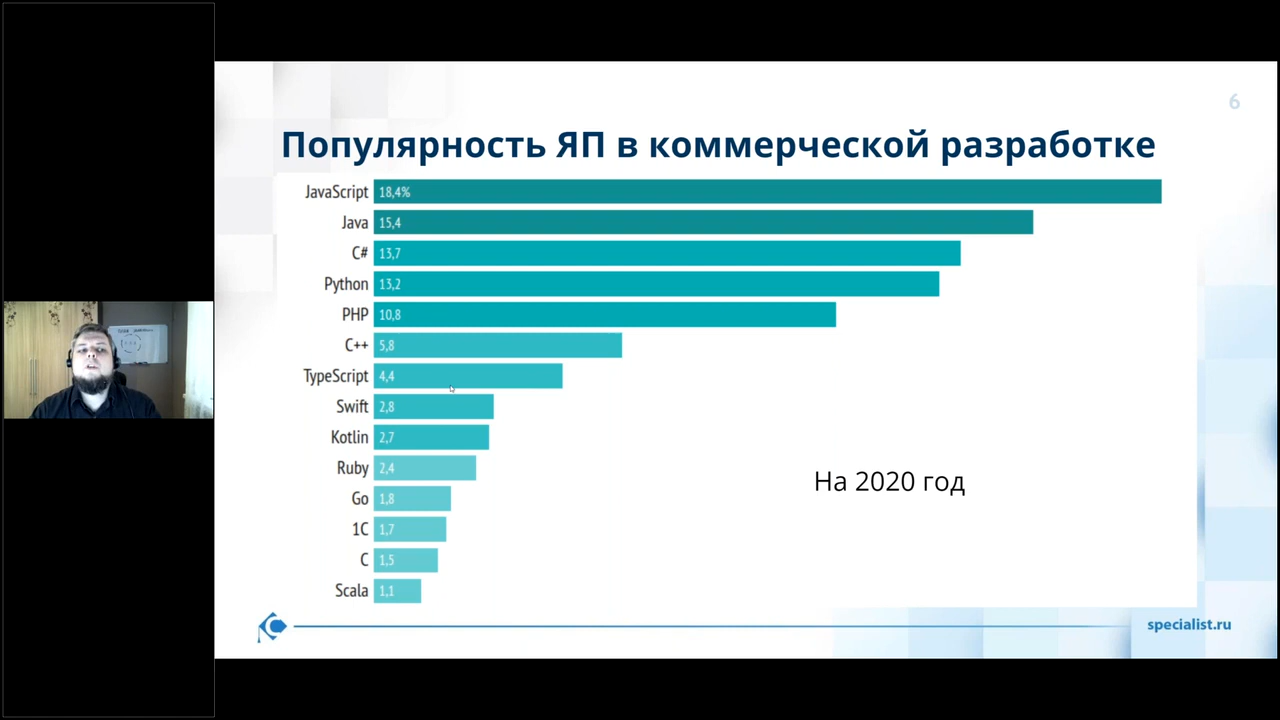 6
Популярность ЯП в коммерческой разработке
JavaScript 18,4%
Java 15,4
C# 13,7
Python 13,2
PHP 10,8
C++ 5,8
TypeScript 4,4
Swift 2,8
Kotlin 2,7
Ruby 2,4
Go 1,8
1C 1,7
C 1,5
Scala 1,1
На 2020 год
specialist.ru